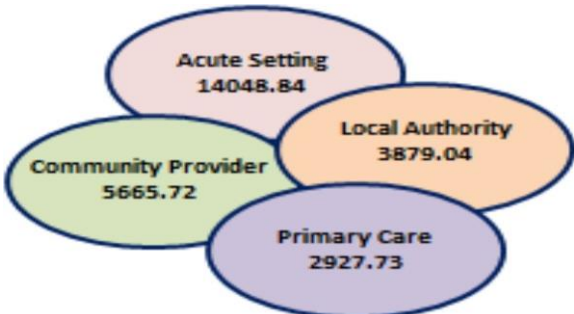 Acute Setting
14048.84
Local Authority
3879.04
Community Provider
5665.72
Primary Care
2927.73